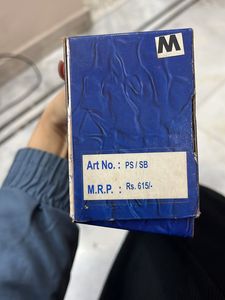 W
Art No. : PS / SB
M.R.P. : Rs. 615/-